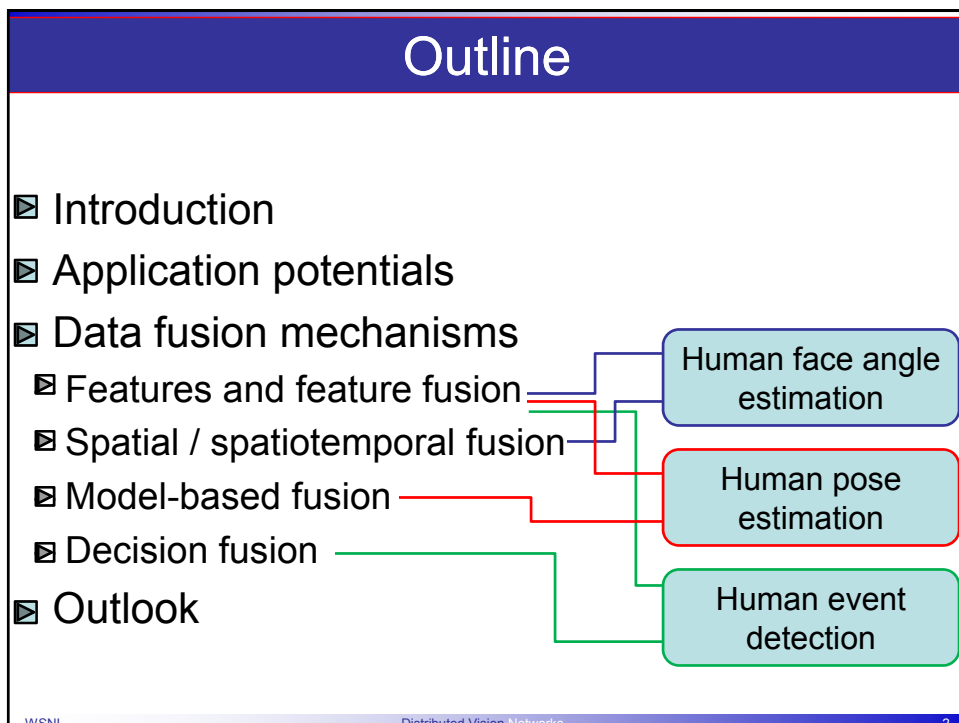 Outline
Introduction
Application potentials
Data fusion mechanisms
Features and feature fusion
Spatial / spatiotemporal fusion
Model-based fusion
Decision fusion
Outlook
Human face angle
estimation
Human pose
estimation
Human event
detection
WSNL
Distributed Vision Networks